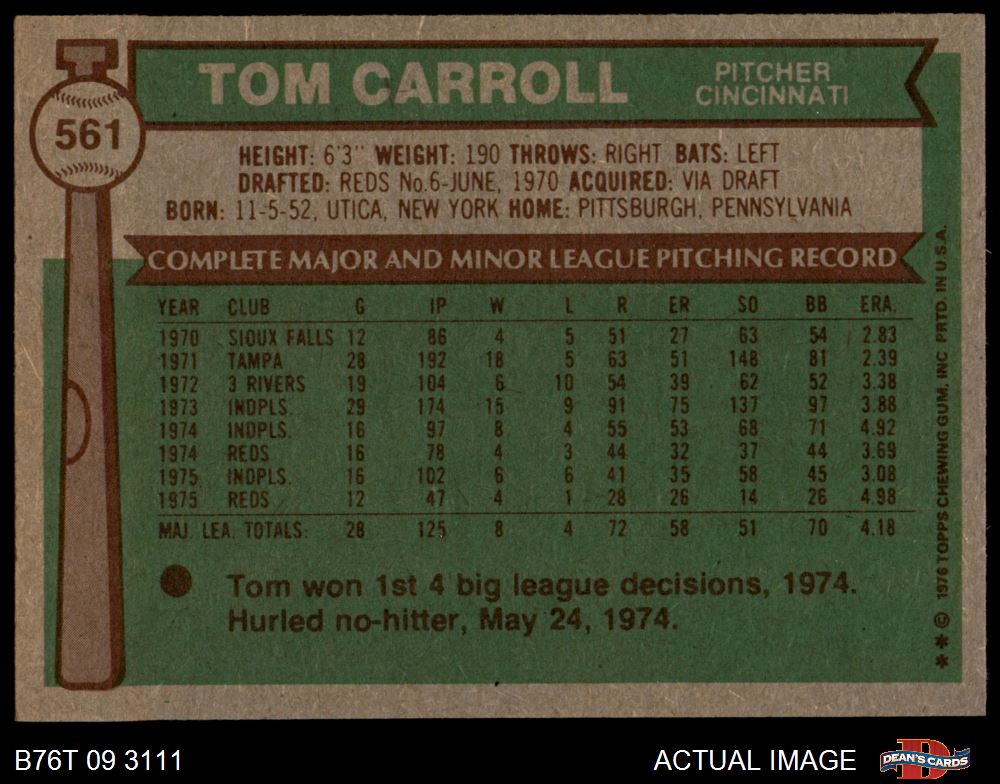 TOM CARROLL
PITCHER
CINCINNATI
561
HEIGHT: 6'3" WEIGHT: 190 THROWS: RIGHT BATS: LEFT
DRAFTED: REDS No.6-JUNE, 1970 ACQUIRED: VIA DRAFT
BORN: 11-5-52, UTICA, NEW YORK HOME: PITTSBURGH, PENNSYLVANIA
COMPLETE MAJOR AND MINOR LEAGUE PITCHING RECORD
YEAR CLUB G IP W L R ER SO BB ERA.
1970 SIOUX FALLS 12 86 4 5 51 27 63 54 2.83
1971 TAMPA 28 192 18 5 63 51 148 81 2.39
1972 3 RIVERS 19 104 6 10 54 39 62 52 3.38
1973 INDPLS. 29 174 15 9 91 75 137 97 3.88
1974 INDPLS. 16 97 8 4 55 53 68 71 4.92
1974 REDS 16 78 4 3 44 32 37 44 3.69
1975 INDPLS. 16 102 6 6 41 35 58 45 3.08
1975 REDS 12 47 4 1 28 26 14 26 4.98
MAJ. LEA. TOTALS: 28 125 8 4 72 58 51 70 4.18
Tom won 1st 4 big league decisions, 1974.
Hurled no-hitter, May 24, 1974.
** © 1976 TOPPS CHEWING GUM, INC. PRTD. IN U.S.A.
B76T 09 3111
ACTUAL IMAGE
D
DEAN'S CARDS